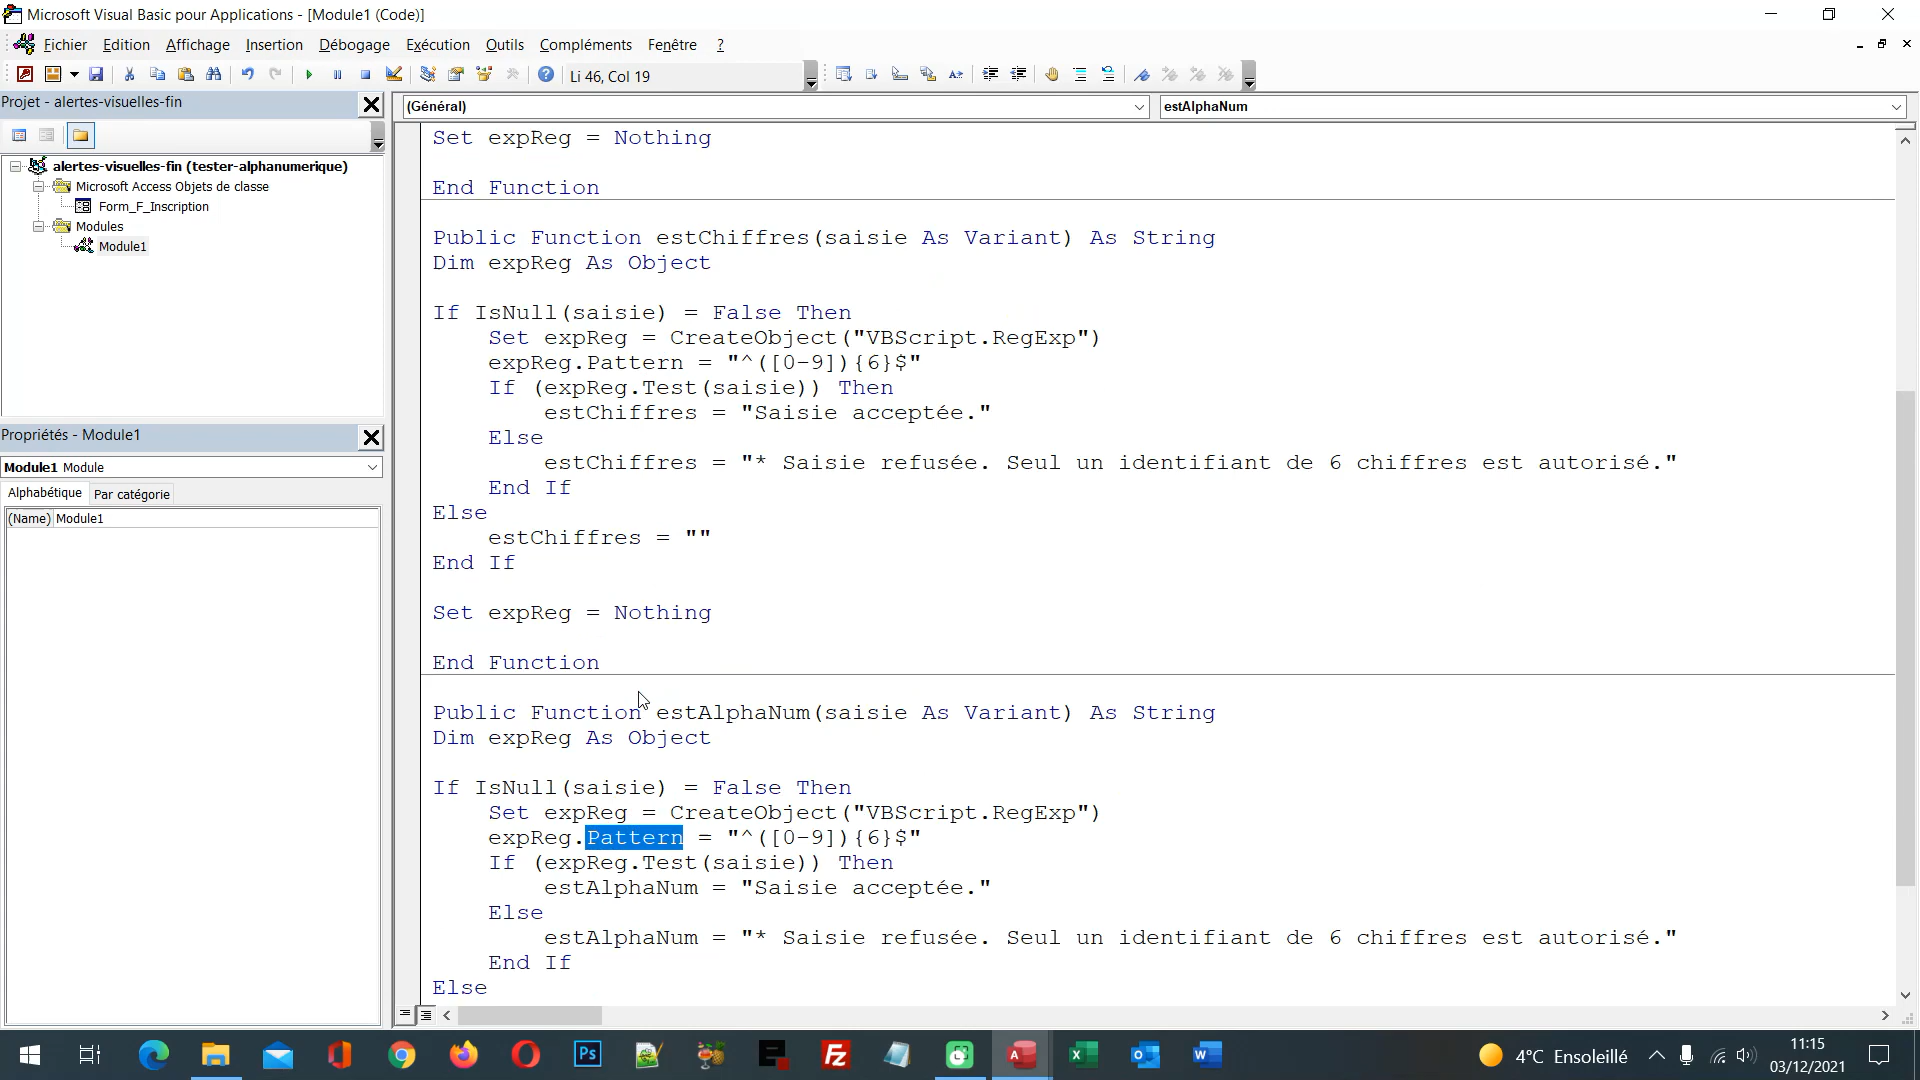 Microsoft Visual Basic pour Applications - [Module1 (Code)]
Fichier Edition Affichage Insertion Débogage Exécution Outils Compléments Fenêtre ?
Li 46, Col 19
Projet - alertes-visuelles-fin
alertes-visuelles-fin (tester-alphanumerique)
Microsoft Access Objets de classe
Form_F_Inscription
Modules
Module1
Propriétés - Module1
Module1 Module
Alphabétique Par catégorie
(Name) Module1
(Général) estAlphaNum
Set expReg = Nothing
End Function
Public Function estChiffres(saisie As Variant) As String
Dim expReg As Object
If IsNull(saisie) = False Then
Set expReg = CreateObject("VBScript.RegExp")
expReg.Pattern = "^([0-9]){6}$"
If (expReg.Test(saisie)) Then
estChiffres = "Saisie acceptée."
Else
estChiffres = "* Saisie refusée. Seul un identifiant de 6 chiffres est autorisé."
End If
Else
estChiffres = ""
End If
Set expReg = Nothing
End Function
Public Function estAlphaNum(saisie As Variant) As String
Dim expReg As Object
If IsNull(saisie) = False Then
Set expReg = CreateObject("VBScript.RegExp")
expReg.Pattern = "^([0-9]){6}$"
If (expReg.Test(saisie)) Then
estAlphaNum = "Saisie acceptée."
Else
estAlphaNum = "* Saisie refusée. Seul un identifiant de 6 chiffres est autorisé."
End If
Else
Ps
Fz
4°C Ensoleillé
11:15
03/12/2021